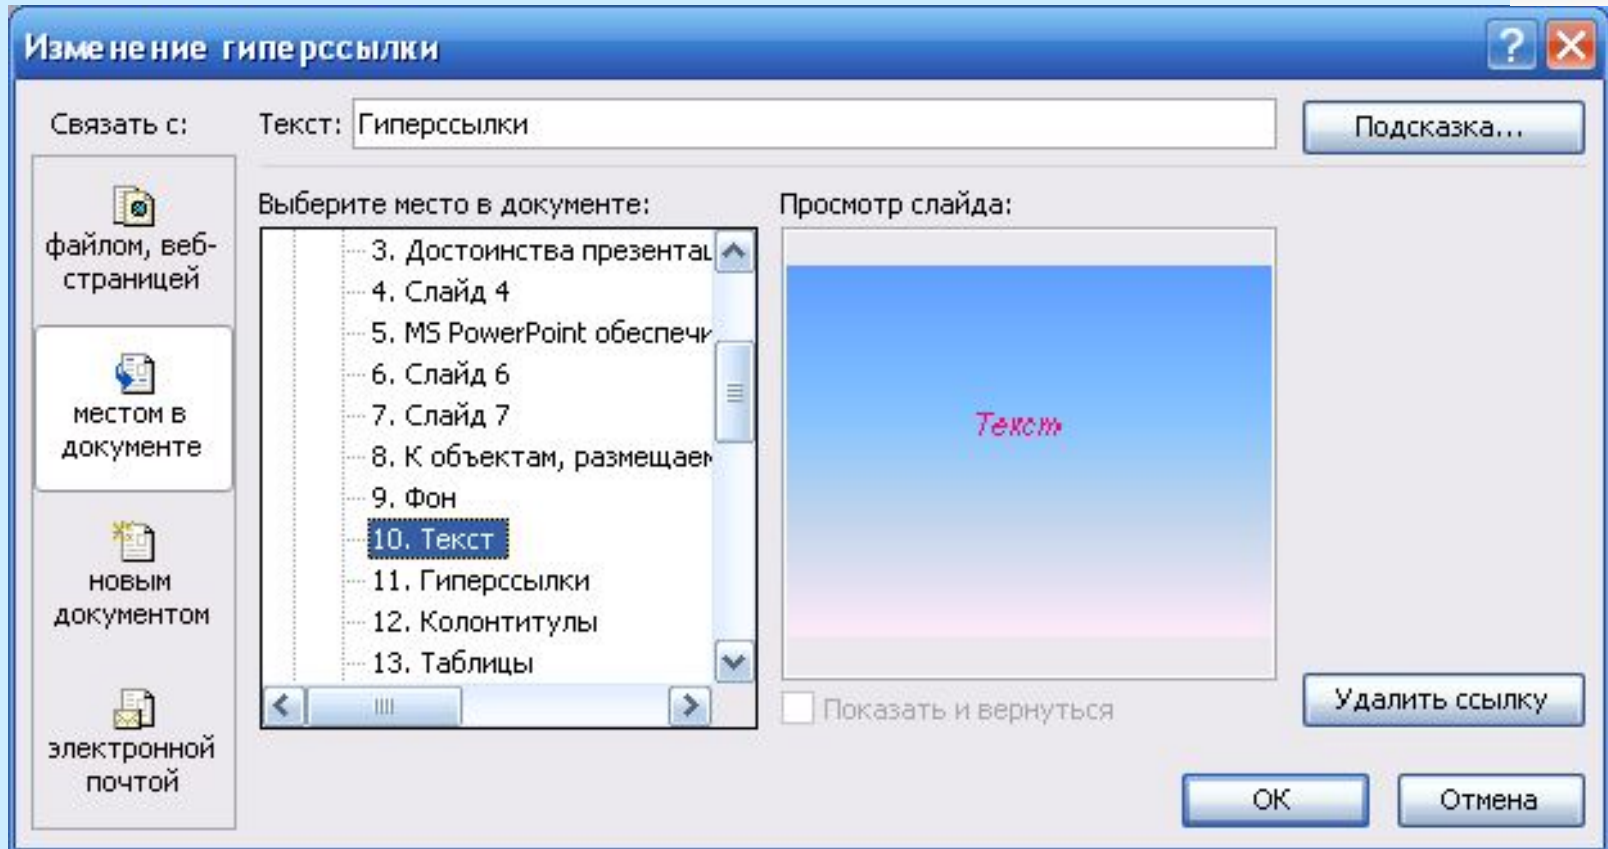 Изменение гиперссылки
Связать с:
Текст: Гиперссылки
Подсказка...
файлом, веб-
страницей
местом в
документе
новым
документом
электронной
почтой
Выберите место в документе:
3. Достоинства презентац
4. Слайд 4
5. MS PowerPoint обеспечи
6. Слайд 6
7. Слайд 7
8. К объектам, размещаем
9. Фон
10. Текст
11. Гиперссылки
12. Колонтитулы
13. Таблицы
Просмотр слайда:
Текст
Показать и вернуться
Удалить ссылку
ОК
Отмена